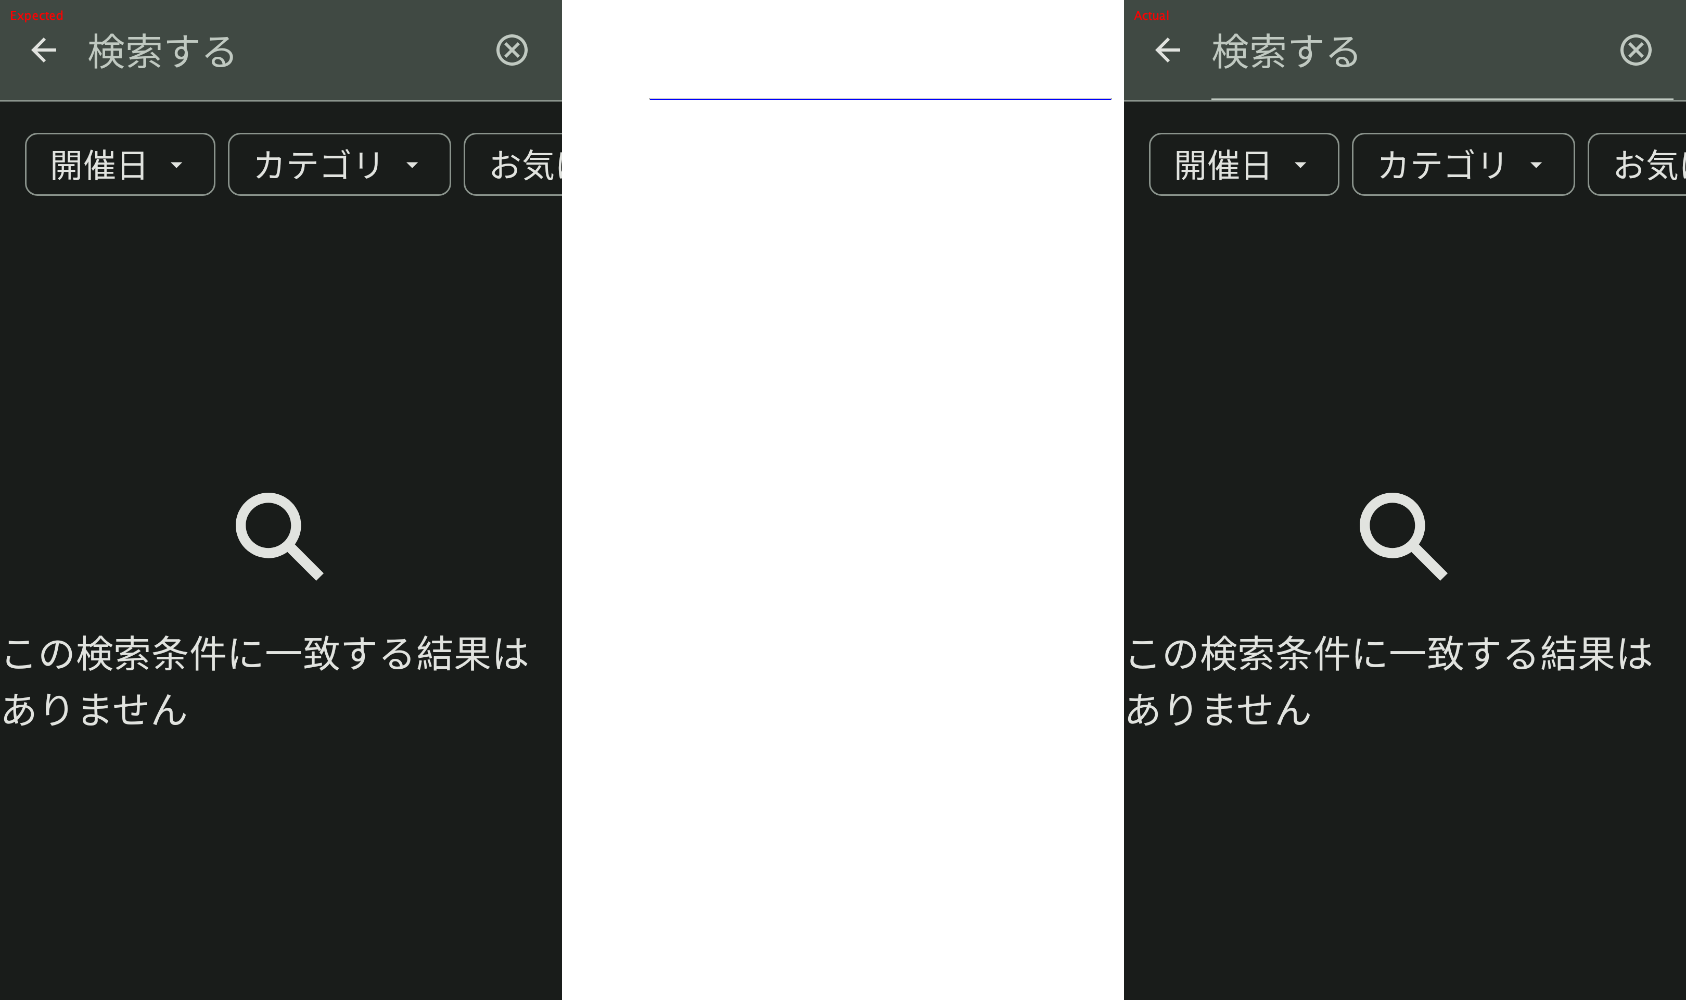 Expected
検索する
開催日
カテゴリ
お気に
この検索条件に一致する結果は
ありません
Actual
検索する
開催日
カテゴリ
お気に
この検索条件に一致する結果は
ありません